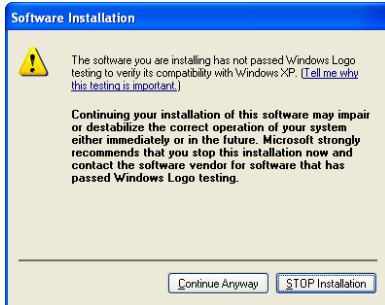 Software Installation
The software you are installing has not passed Windows Logo
testing to verify its compatibility with Windows XP. (Tell me why
this testing is important.)
Continuing your installation of this software may impair
or destabilize the correct operation of your system
either immediately or in the future. Microsoft strongly
recommends that you stop this installation now and
contact the software vendor for software that has
passed Windows Logo testing.
Continue Anyway
STOP Installation